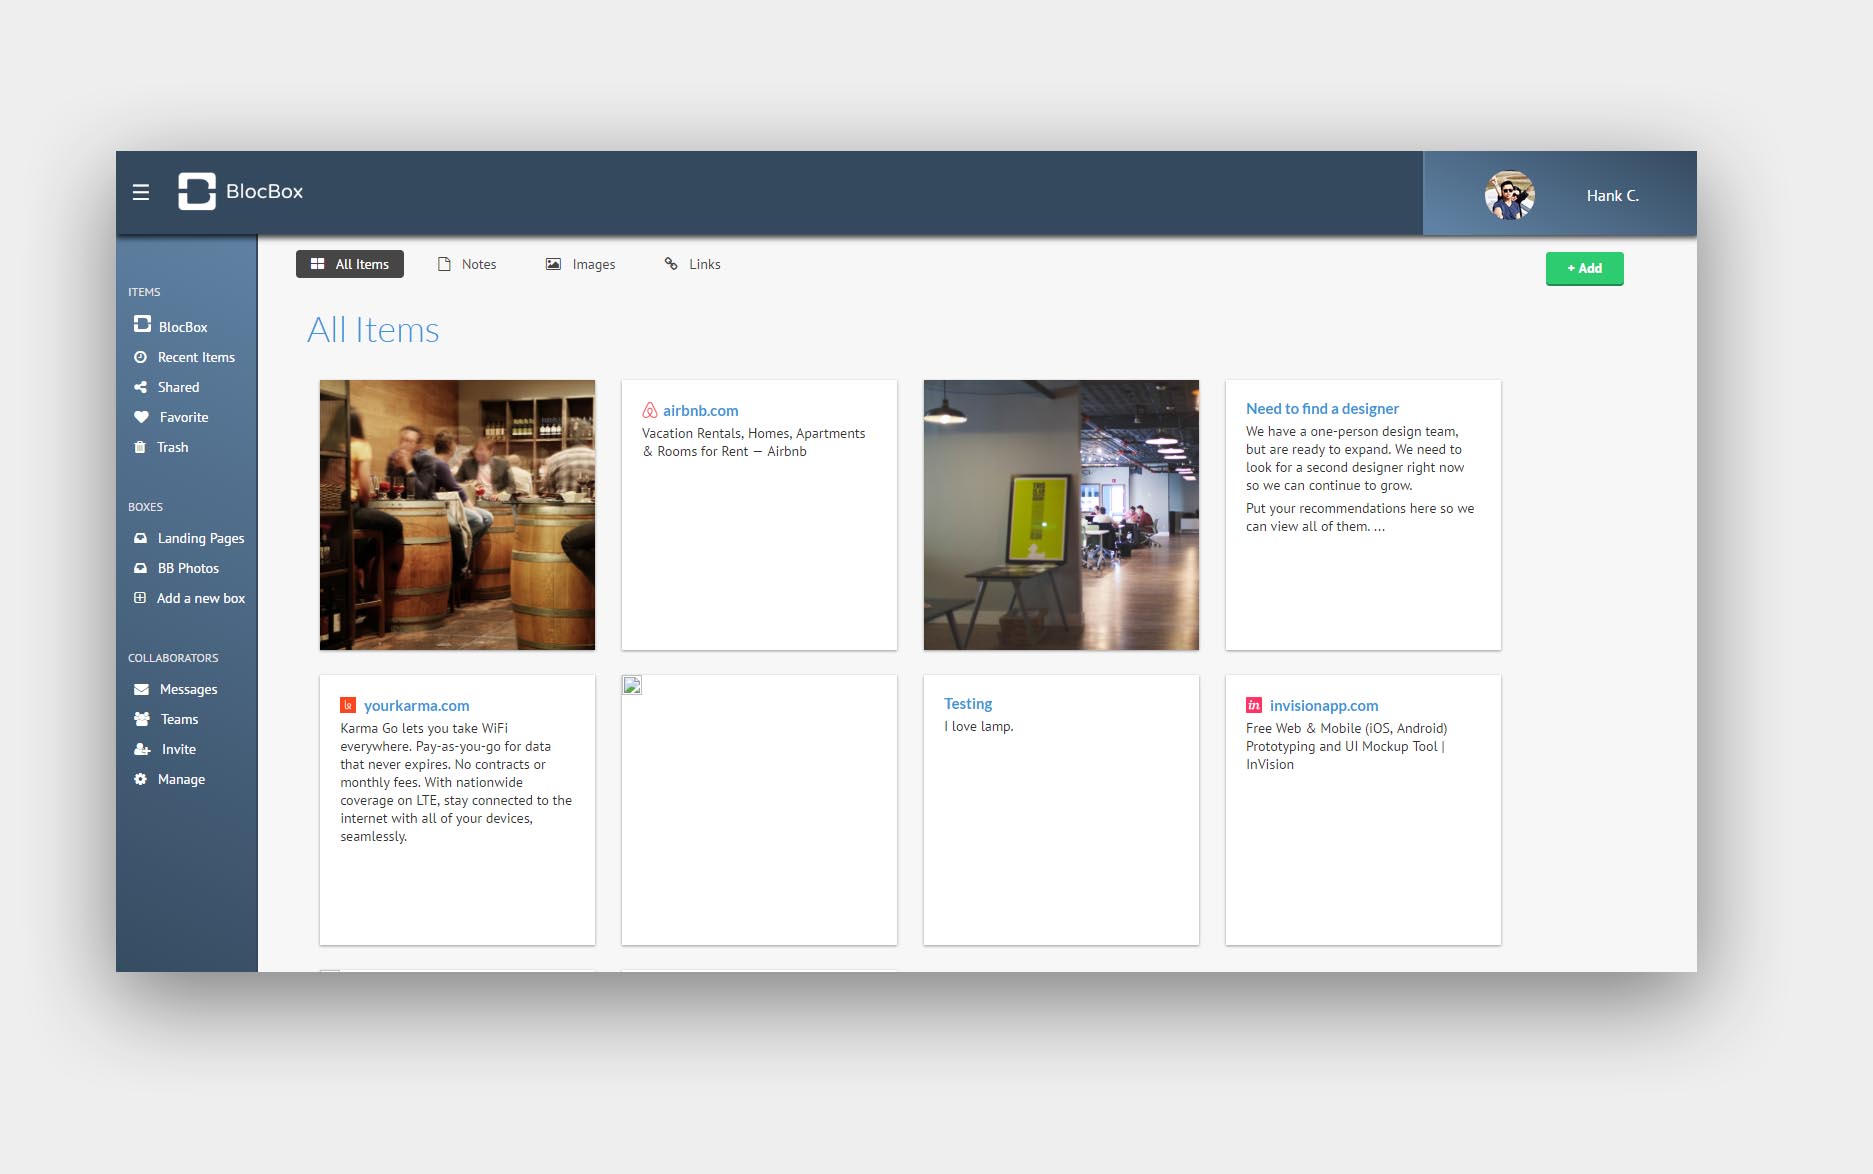 BlocBox
Hank C.
All Items
Notes
Images
Links
+ Add
ITEMS
BlocBox
Recent Items
Shared
Favorite
Trash
BOXES
Landing Pages
BB Photos
Add a new box
COLLABORATORS
Messages
Teams
Invite
Manage
All Items
airbnb.com
Vacation Rentals, Homes, Apartments
& Rooms for Rent — Airbnb
Need to find a designer
We have a one-person design team,
but are ready to expand. We need to
look for a second designer right now
so we can continue to grow.
Put your recommendations here so we
can view all of them. ...
yourkarma.com
Karma Go lets you take WiFi
everywhere. Pay-as-you-go for data
that never expires. No contracts or
monthly fees. With nationwide
coverage on LTE, stay connected to the
internet with all of your devices,
seamlessly.
Testing
I love lamp.
in invisionapp.com
Free Web & Mobile (iOS, Android)
Prototyping and UI Mockup Tool |
InVision